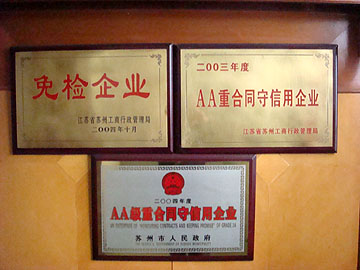 免检企业
江苏省苏州工商行政管理局
二００四年十月
二００三年度
AA重合同守信用企业
江苏省苏州工商行政管理局
二００四年度
AA级重合同守信用企业
苏州市人民政府